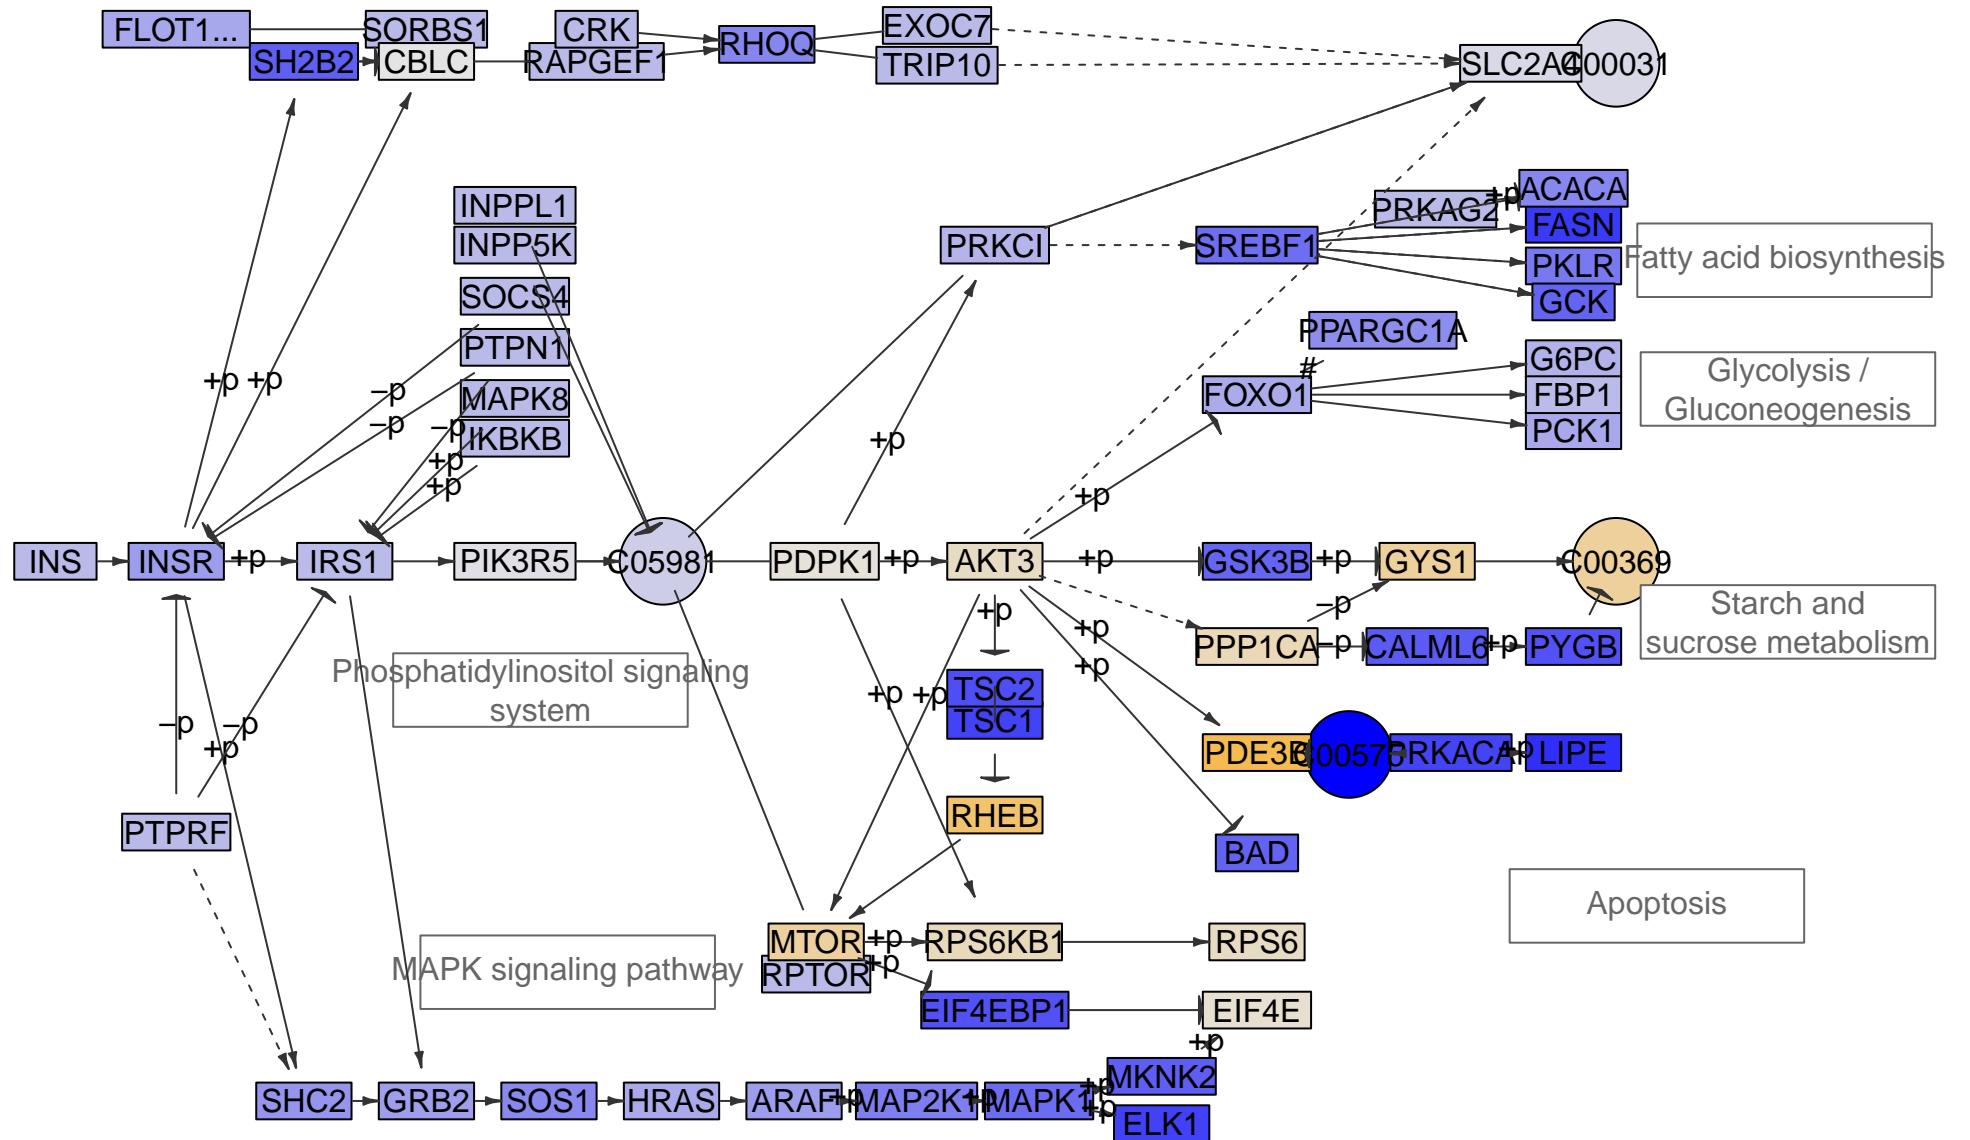 FLOT1...
SORBS1
CRK
EXOC7
SH2B2
CBLC
RAPGEF1
RHOQ
TRIP10
SLC2A4
C00031
INPPL1
INPP5K
SOCS4
PTPN1
MAPK8
IKBKB
PRKCI
SREBF1
PRKAG2
+p
ACACA
FASN
PKLR
GCK
Fatty acid biosynthesis
PPARGC1A
#
FOXO1
G6PC
FBP1
PCK1
Glycolysis /
Gluconeogenesis
+p
+p
−p
−p
−p
+p
+p
+p
+p
INS
INSR
+p
IRS1
PIK3R5
C05981
PDPK1
+p
AKT3
+p
GSK3B
+p
GYS1
C00369
Starch and
sucrose metabolism
−p
PPP1CA
−p
CALML6
+p
PYGB
+p
+p
+p
Phosphatidylinositol signaling
system
+p
+p
TSC2
TSC1
−p
+p
−p
PDE3B
C00575
PRKACA
+p
LIPE
PTPRF
RHEB
BAD
Apoptosis
MTOR
+p
RPS6KB1
RPS6
RPTOR
+p
MAPK signaling pathway
EIF4EBP1
EIF4E
+p
SHC2
GRB2
SOS1
HRAS
ARAF
+p
MAP2K1
+p
MAPK1
+p
MKNK2
+p
ELK1